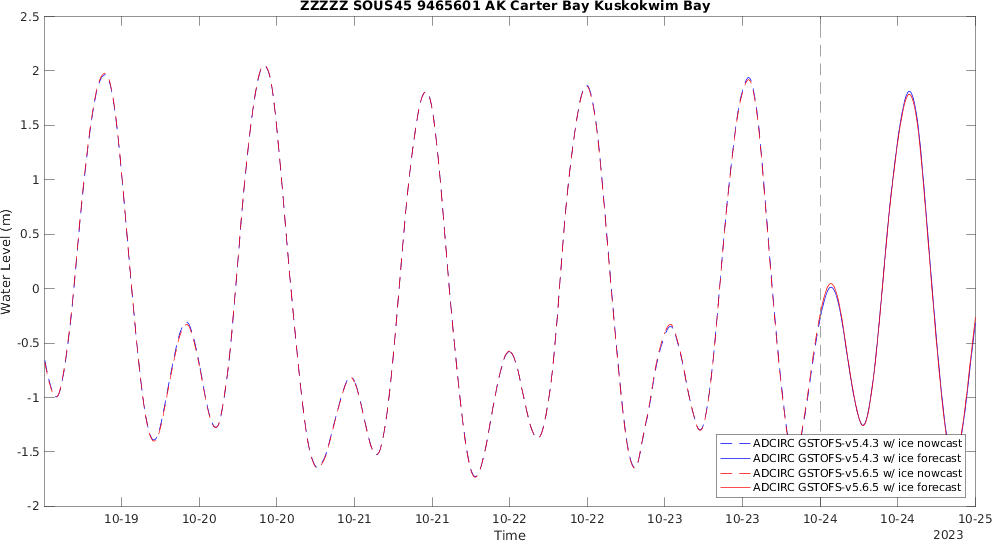 ZZZZZ SOUS45 9465601 AK Carter Bay Kuskokwim Bay
2.5
2
1.5
1
0.5
0
-0.5
-1
-1.5
-2
Water Level (m)
ADCIRC GSTOFS-v5.4.3 w/ ice nowcast
ADCIRC GSTOFS-v5.4.3 w/ ice forecast
ADCIRC GSTOFS-v5.6.5 w/ ice nowcast
ADCIRC GSTOFS-v5.6.5 w/ ice forecast
10-19 10-20 10-20 10-21 10-21 10-22 10-22 10-23 10-23 10-24 10-24 10-25
Time
2023